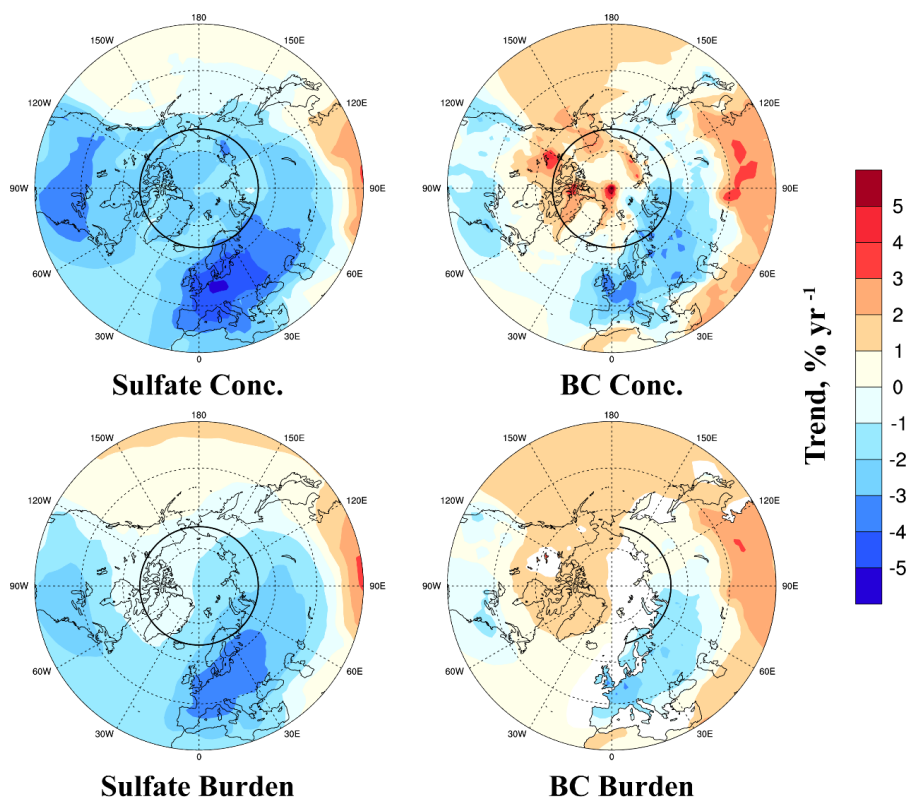 180
150W
150E
120W
120E
90W
90E
60W
60E
30W
30E
0
Sulfate Conc.
180
150W
150E
120W
120E
90W
90E
60W
60E
30W
30E
0
BC Conc.
180
150W
150E
120W
120E
90W
90E
60W
60E
30W
30E
0
Sulfate Burden
180
150W
150E
120W
120E
90W
90E
60W
60E
30W
30E
0
BC Burden
Trend, % yr -1
5
4
3
2
1
0
-1
-2
-3
-4
-5